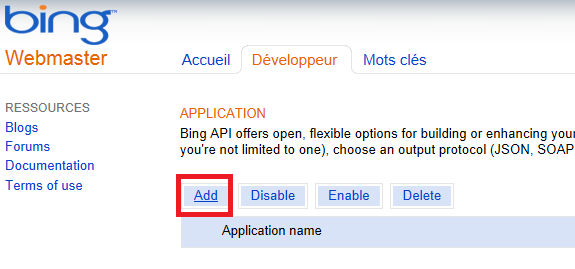 bing
Webmaster
Accueil Développeur Mots clés
RESSOURCES
Blogs
Forums
Documentation
Terms of use
APPLICATION
Bing API offers open, flexible options for building or enhancing your
you're not limited to one), choose an output protocol (JSON, SOAP
Add Disable Enable Delete
Application name